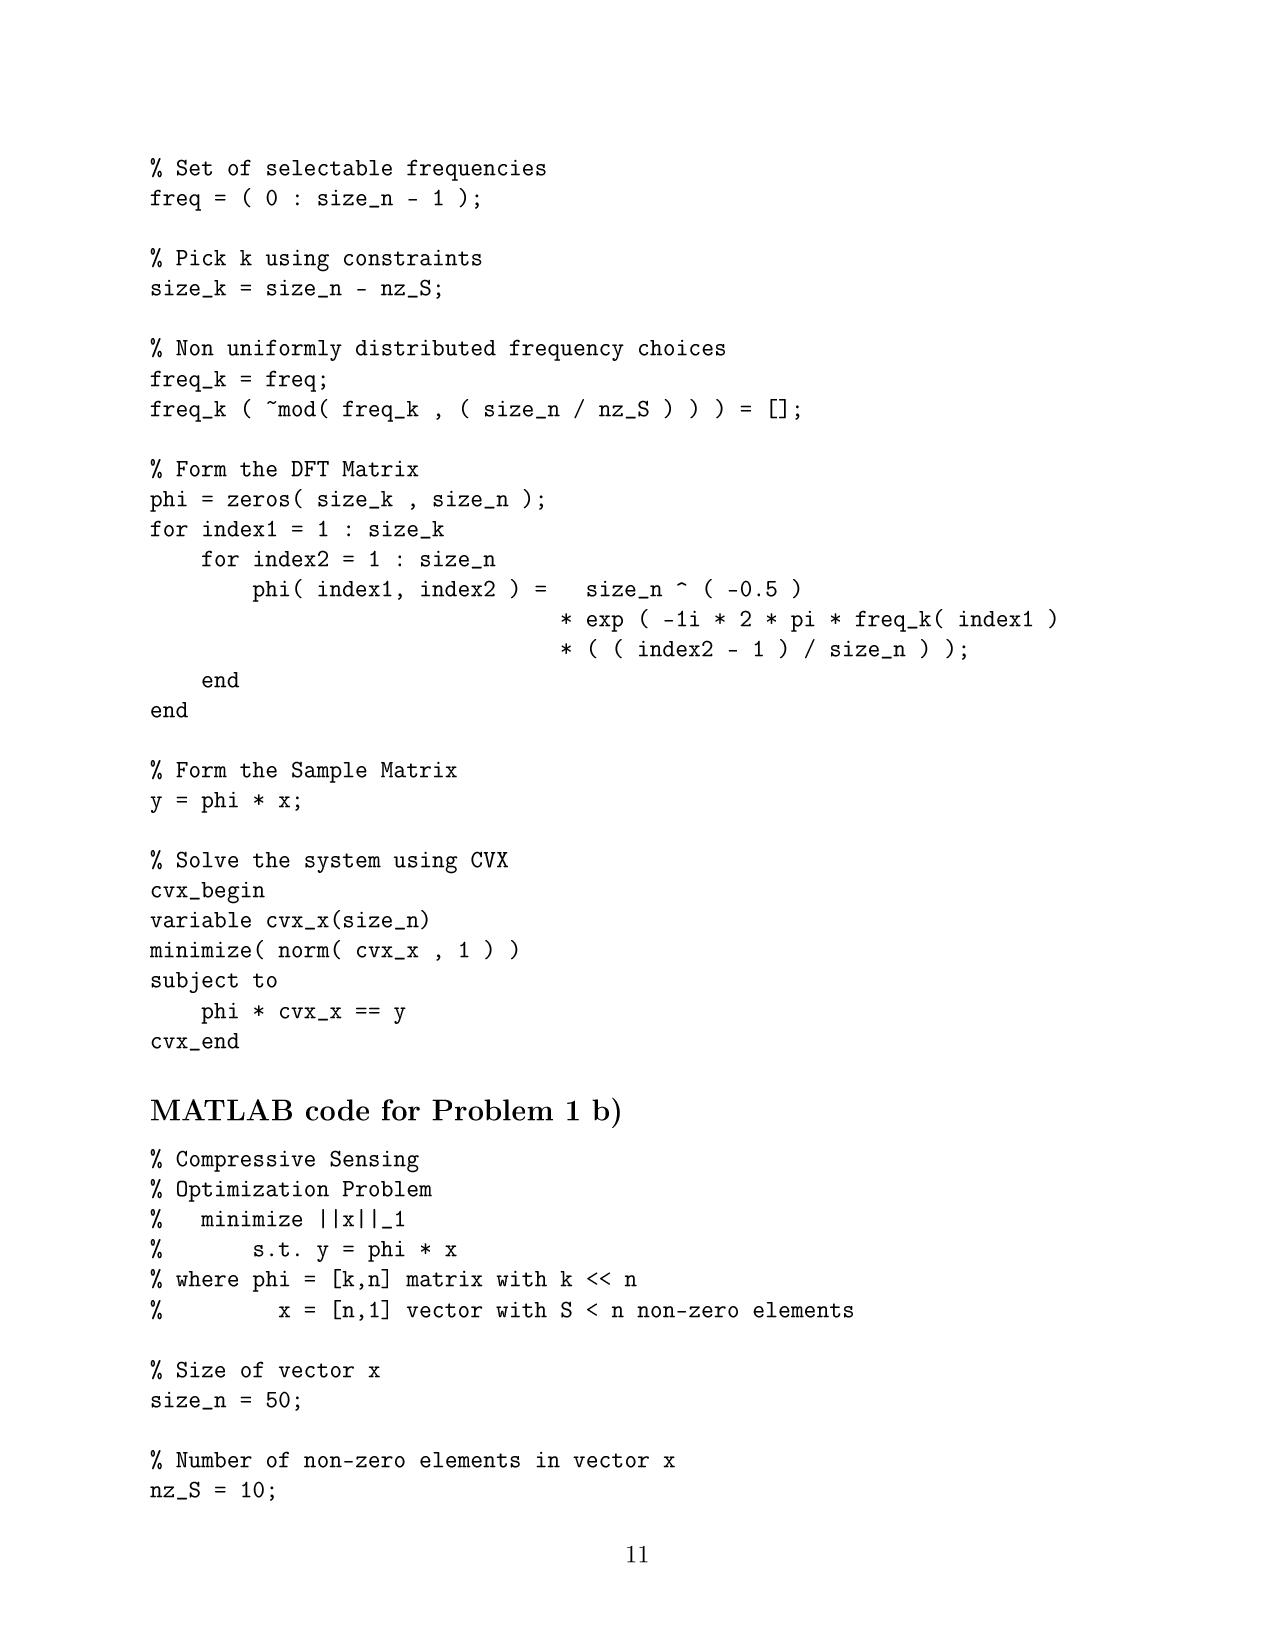 % Set of selectable frequencies
freq = ( 0 : size_n - 1 );
% Pick k using constraints
size_k = size_n - nz_S;
% Non uniformly distributed frequency choices
freq_k = freq;
freq_k ( ~mod( freq_k , ( size_n / nz_S ) ) ) = [];
% Form the DFT Matrix
phi = zeros( size_k , size_n );
for index1 = 1 : size_k
    for index2 = 1 : size_n
        phi( index1, index2 ) =   size_n ^ ( -0.5 )
                                * exp ( -1i * 2 * pi * freq_k( index1 )
                                * ( ( index2 - 1 ) / size_n ) );
    end
end
% Form the Sample Matrix
y = phi * x;
% Solve the system using CVX
cvx_begin
variable cvx_x(size_n)
minimize( norm( cvx_x , 1 ) )
subject to
    phi * cvx_x == y
cvx_end
MATLAB code for Problem 1 b)
% Compressive Sensing
% Optimization Problem
%   minimize ||x||_1
%       s.t. y = phi * x
% where phi = [k,n] matrix with k << n
%         x = [n,1] vector with S < n non-zero elements
% Size of vector x
size_n = 50;
% Number of non-zero elements in vector x
nz_S = 10;
11